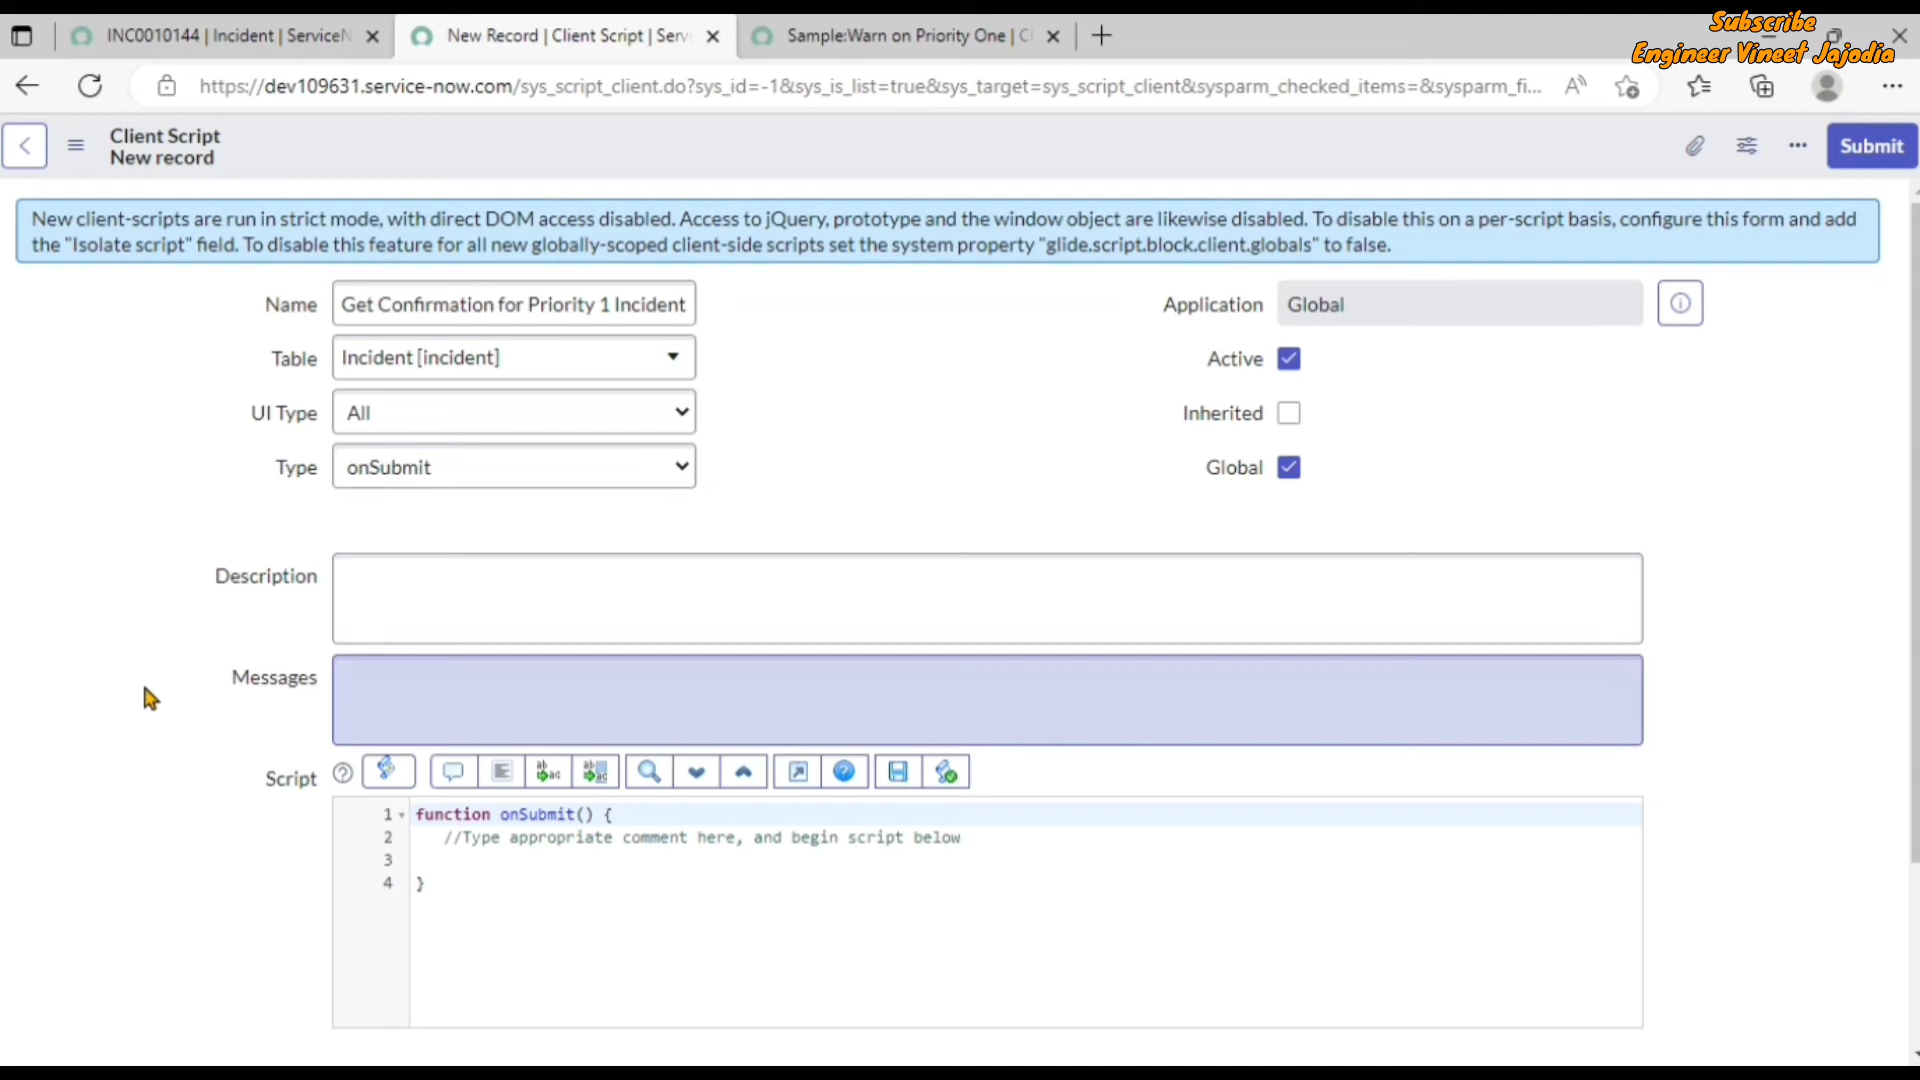 INC0010144 | Incident | ServiceN
New Record | Client Script | Servi
Sample:Warn on Priority One | Cl
Subscribe
Engineer Vineet Jajodia
https://dev109631.service-now.com/sys_script_client.do?sys_id=-1&sys_is_list=true&sys_target=sys_script_client&sysparm_checked_items=&sysparm_fi...
Client Script
New record
Submit
New client-scripts are run in strict mode, with direct DOM access disabled. Access to jQuery, prototype and the window object are likewise disabled. To disable this on a per-script basis, configure this form and add
the "Isolate script" field. To disable this feature for all new globally-scoped client-side scripts set the system property "glide.script.block.client.globals" to false.
Name Get Confirmation for Priority 1 Incident
Application Global
Table Incident [incident]
Active
UI Type All
Inherited
Type onSubmit
Global
Description
Messages
Script
1 function onSubmit() {
2 //Type appropriate comment here, and begin script below
3
4 }